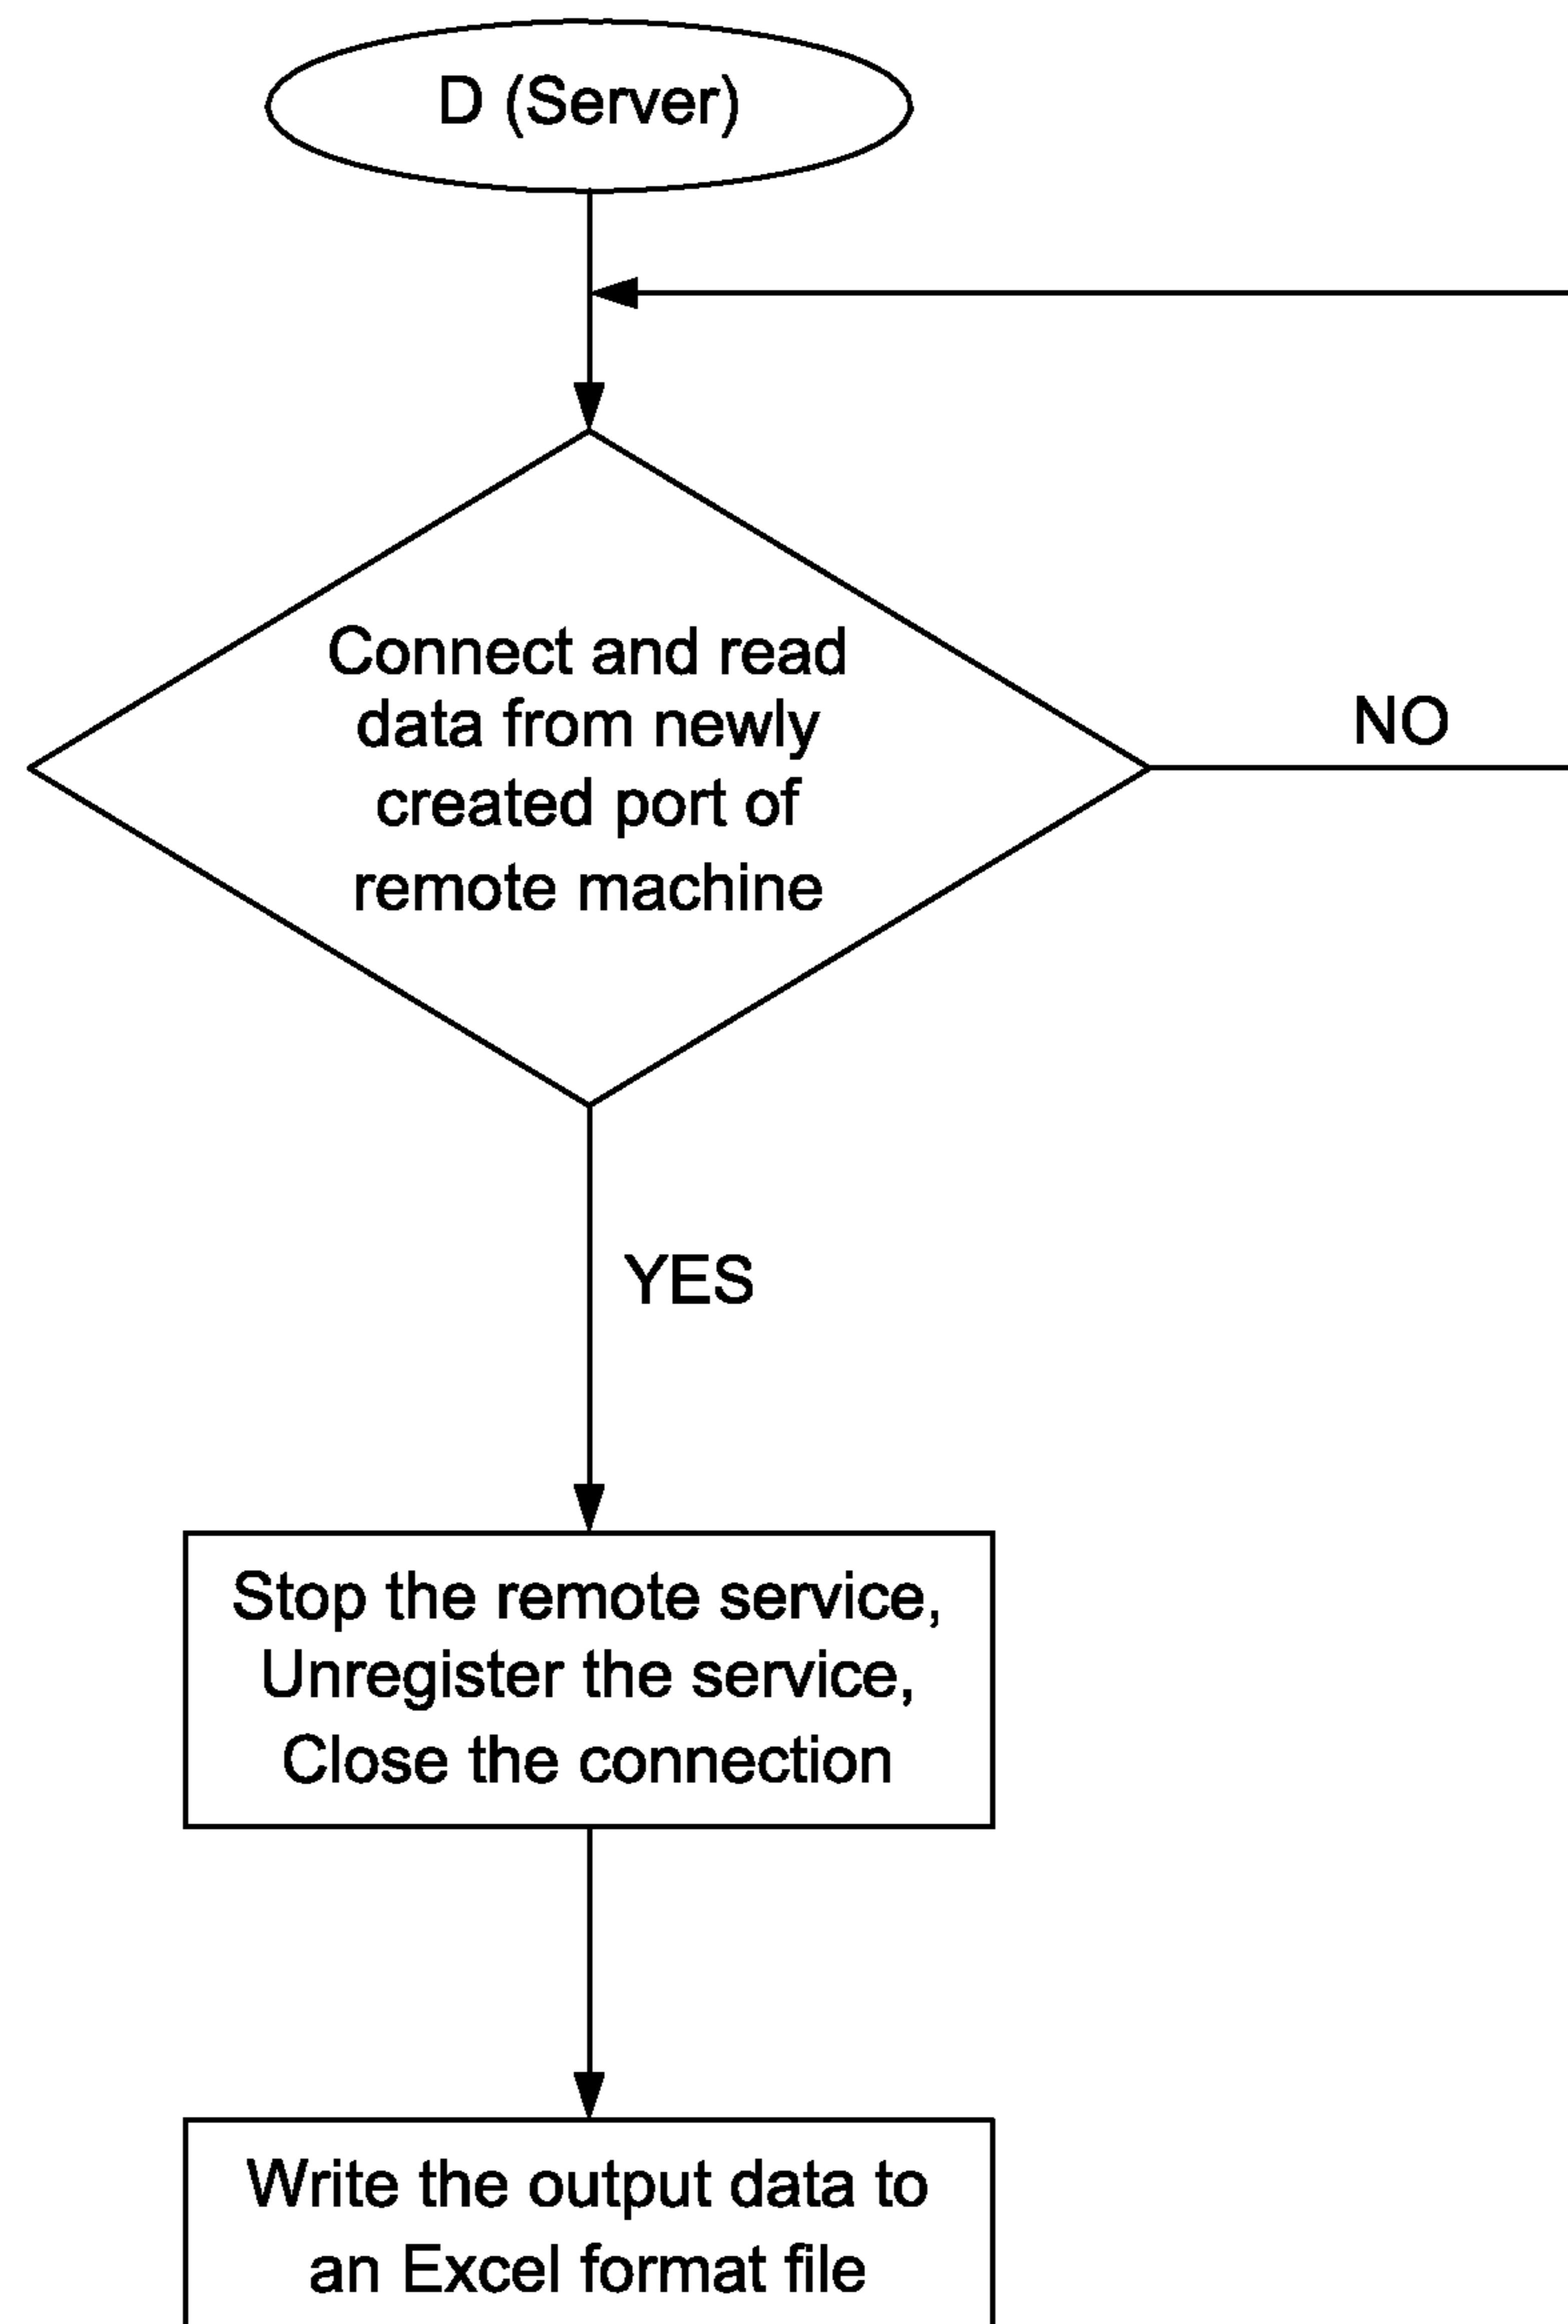 D (Server)
Connect and read
data from newly
created port of
remote machine
NO
YES
Stop the remote service,
Unregister the service,
Close the connection
Write the output data to
an Excel format file